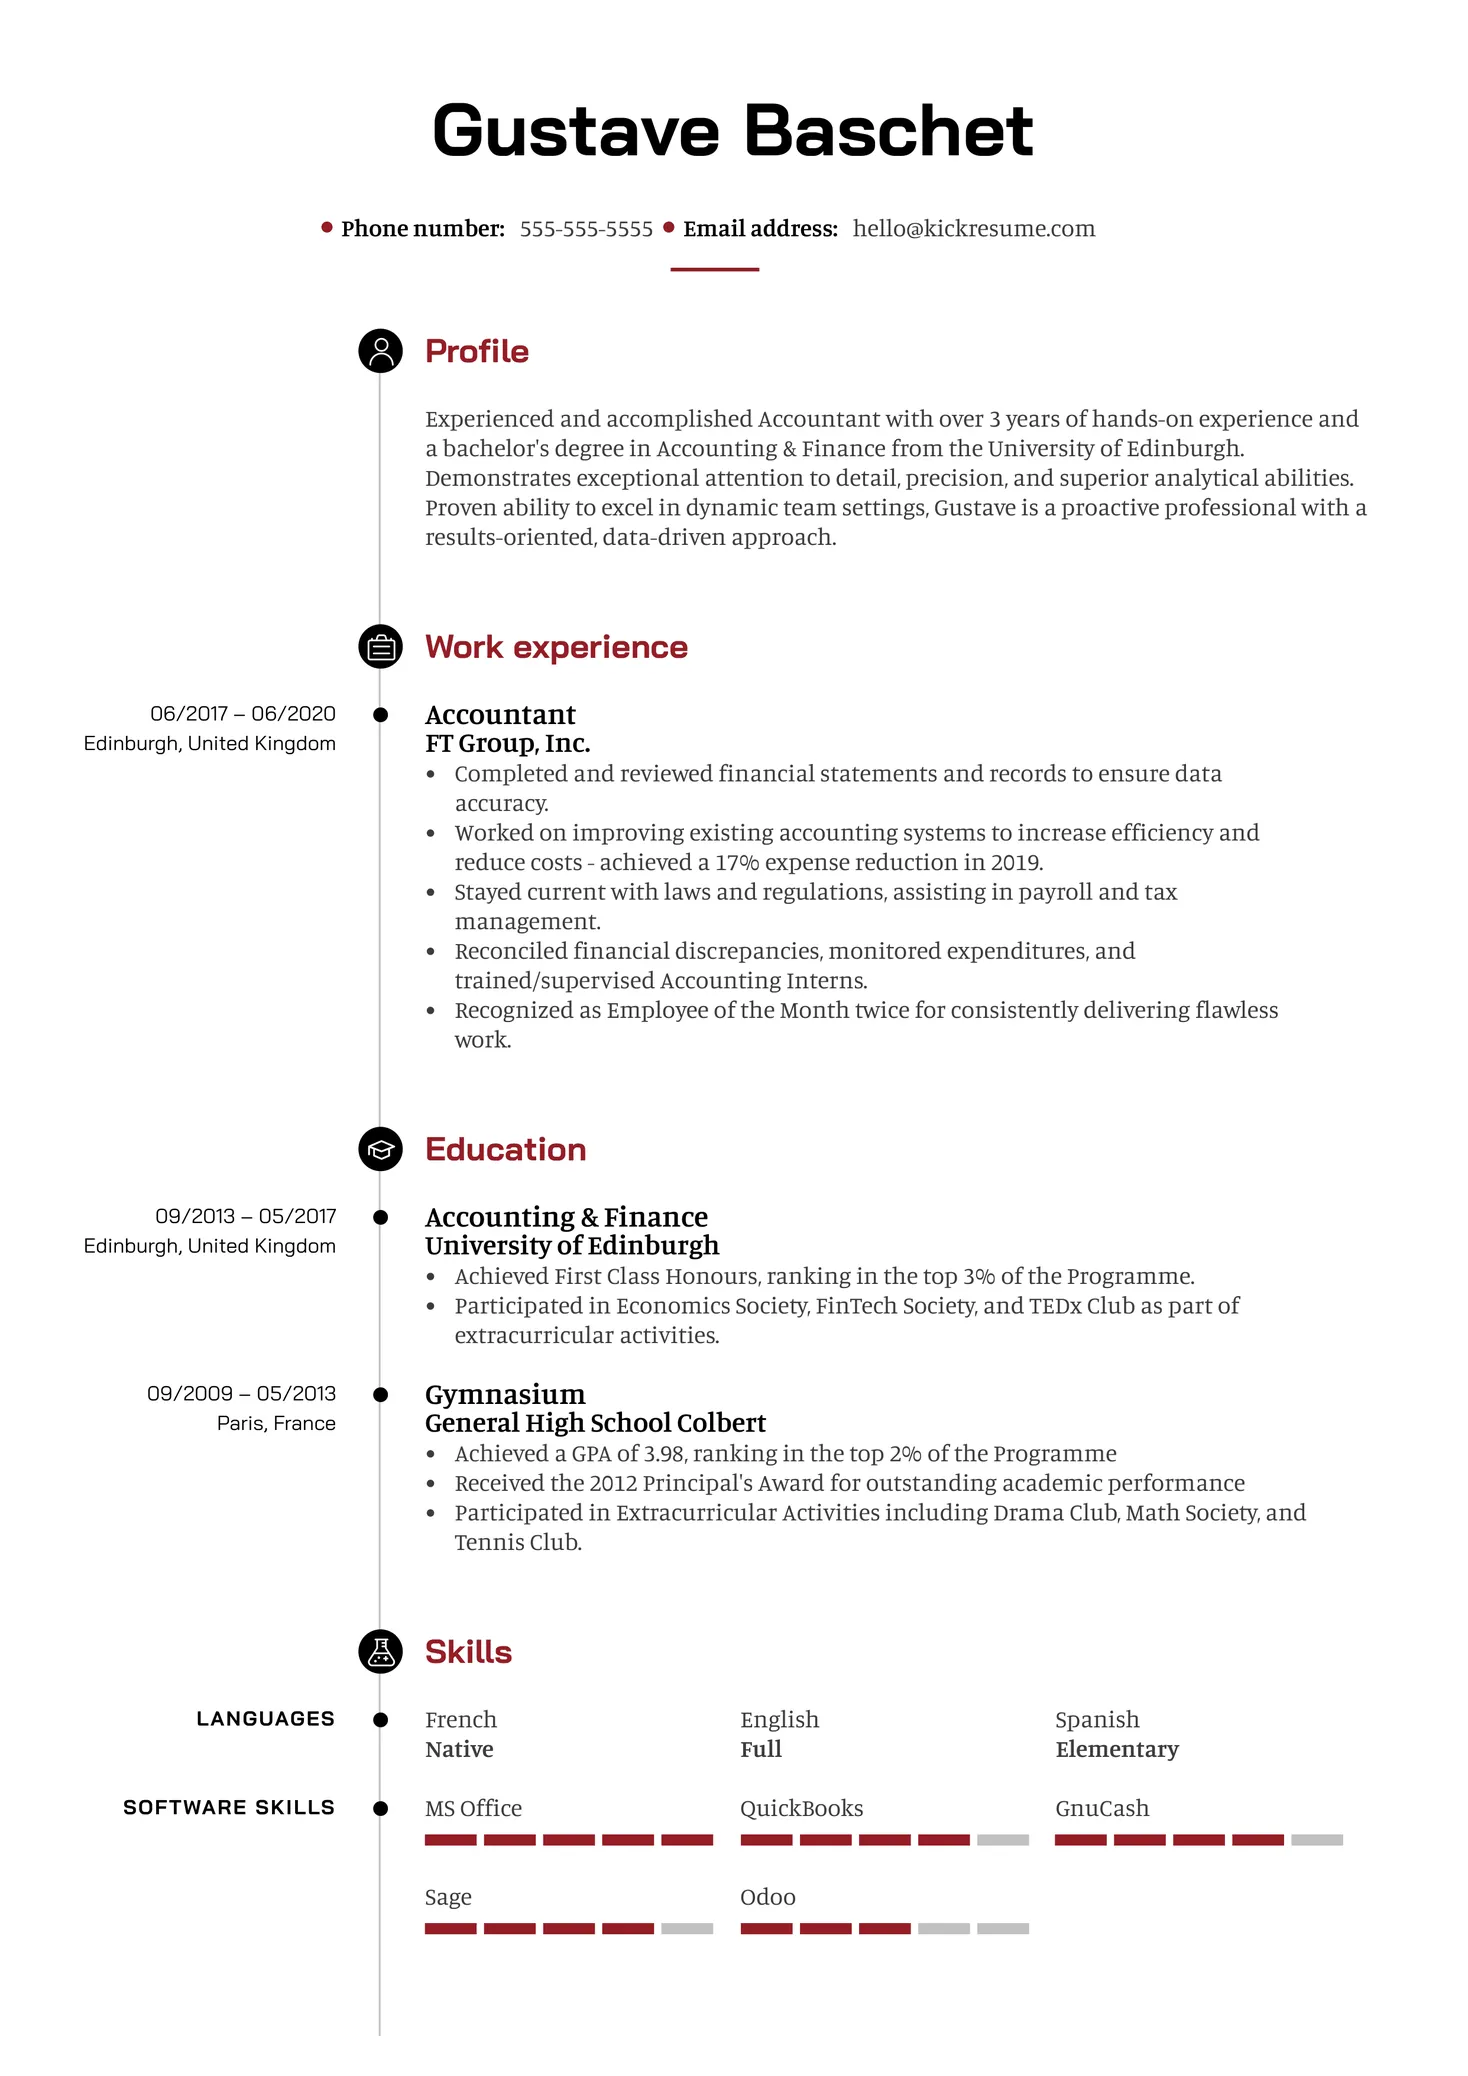 Gustave Baschet
Phone number: 555-555-5555 Email address: hello@kickresume.com
Profile
Experienced and accomplished Accountant with over 3 years of hands-on experience and
a bachelor's degree in Accounting & Finance from the University of Edinburgh.
Demonstrates exceptional attention to detail, precision, and superior analytical abilities.
Proven ability to excel in dynamic team settings, Gustave is a proactive professional with a
results-oriented, data-driven approach.
Work experience
06/2017 – 06/2020
Edinburgh, United Kingdom
Accountant
FT Group, Inc.
• Completed and reviewed financial statements and records to ensure data
accuracy.
• Worked on improving existing accounting systems to increase efficiency and
reduce costs - achieved a 17% expense reduction in 2019.
• Stayed current with laws and regulations, assisting in payroll and tax
management.
• Reconciled financial discrepancies, monitored expenditures, and
trained/supervised Accounting Interns.
• Recognized as Employee of the Month twice for consistently delivering flawless
work.
Education
09/2013 – 05/2017
Edinburgh, United Kingdom
Accounting & Finance
University of Edinburgh
• Achieved First Class Honours, ranking in the top 3% of the Programme.
• Participated in Economics Society, FinTech Society, and TEDx Club as part of
extracurricular activities.
09/2009 – 05/2013
Paris, France
Gymnasium
General High School Colbert
• Achieved a GPA of 3.98, ranking in the top 2% of the Programme
• Received the 2012 Principal's Award for outstanding academic performance
• Participated in Extracurricular Activities including Drama Club, Math Society, and
Tennis Club.
Skills
LANGUAGES
French English Spanish
Native Full Elementary
SOFTWARE SKILLS
MS Office QuickBooks GnuCash
Sage Odoo